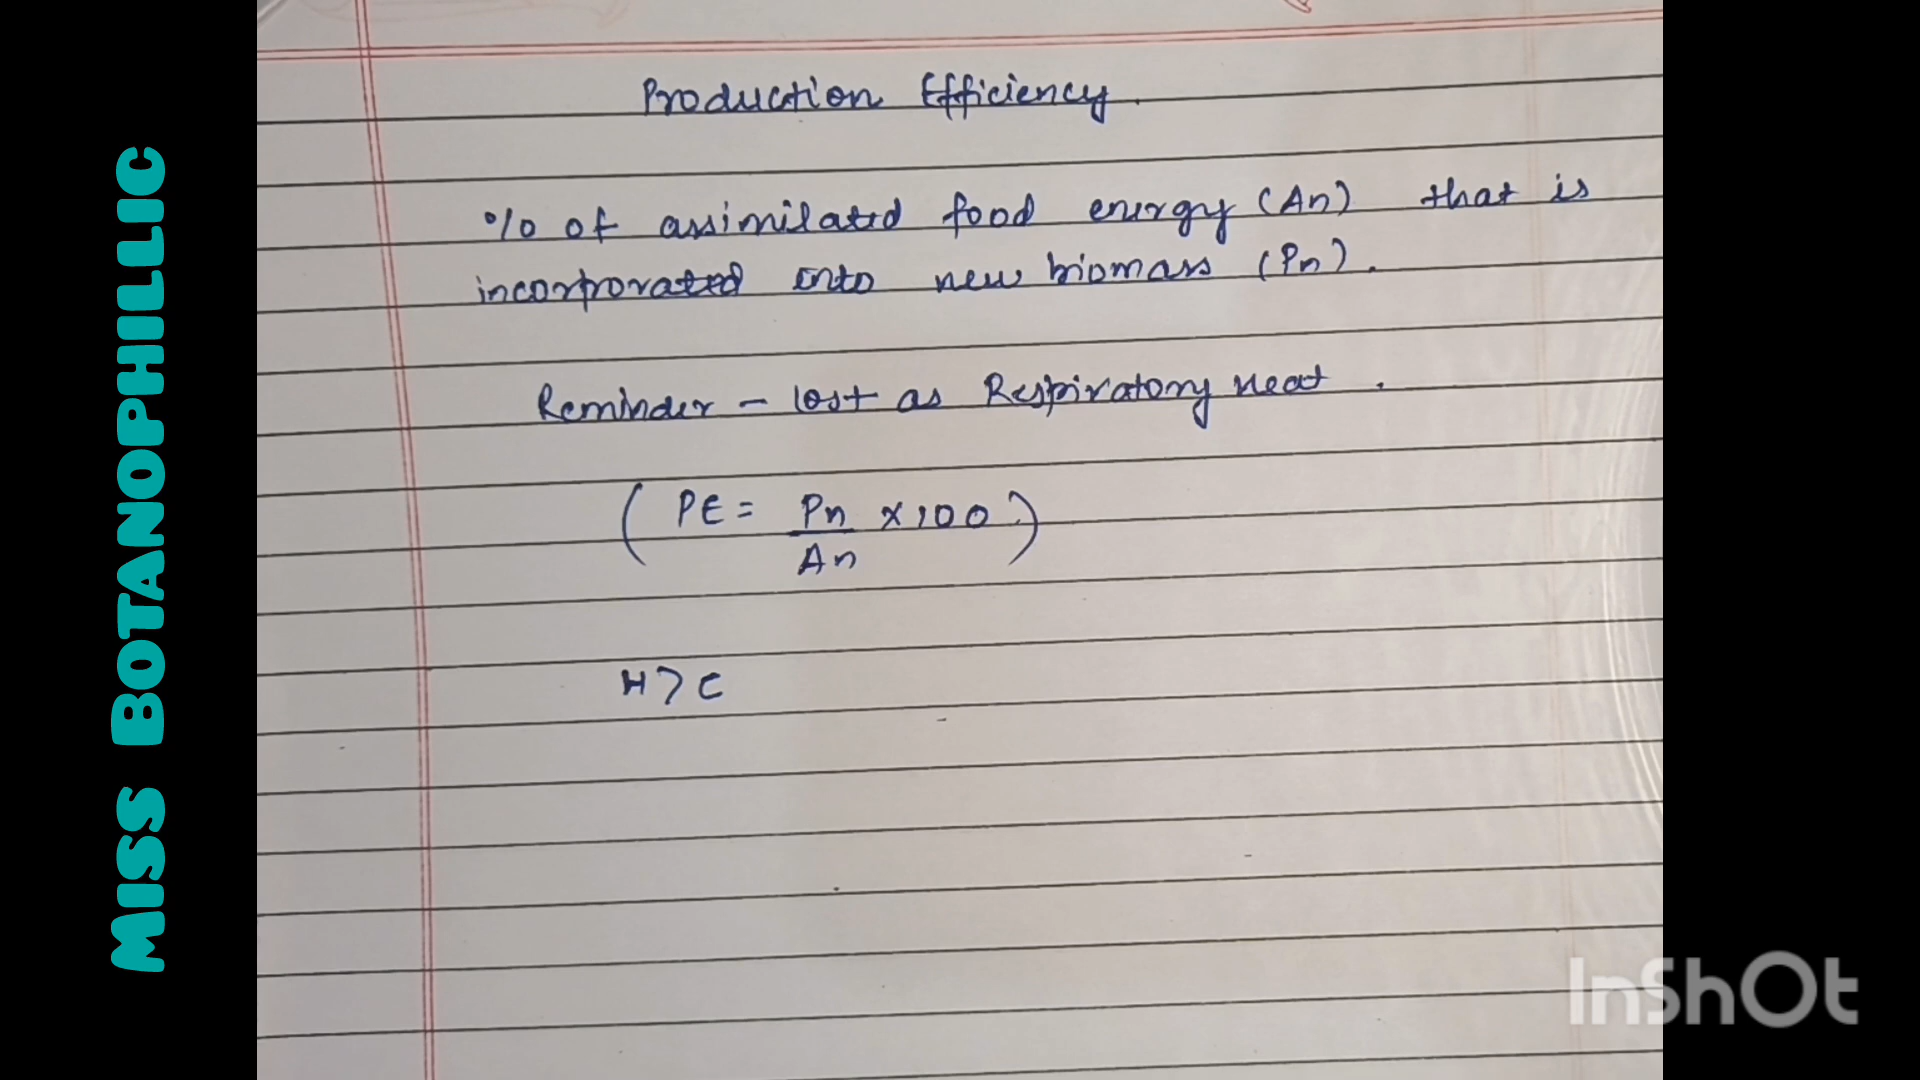 MISS BOTANOPHILLIC
Production Efficiency.
% of assimilated food energy (An) that is
incorporated into new biomass (Pn).
Reminder - lost as Respiratory Heat.
(PE = Pn/An x 100)
H > C
InShOt